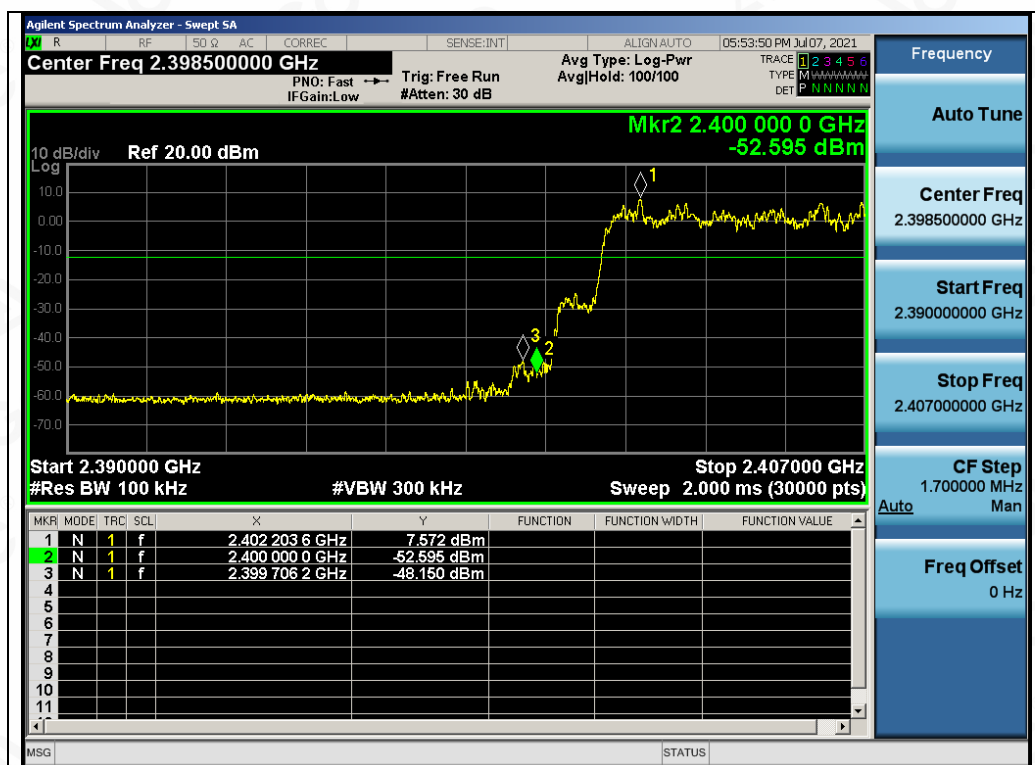 Agilent Spectrum Analyzer - Swept SA
LXI R RF 50 Ω AC CORREC SENSE:INT ALIGN AUTO 05:53:50 PM Jul 07, 2021
Center Freq 2.398500000 GHz
PNO: Fast
IFGain:Low
Trig: Free Run
#Atten: 30 dB
Avg Type: Log-Pwr
Avg|Hold: 100/100
TRACE 1 2 3 4 5 6
TYPE M WWWWW
DET P N N N N N
Mkr2 2.400 000 0 GHz
-52.595 dBm
10 dB/div Ref 20.00 dBm
Log
10.0
0.00
-10.0
-20.0
-30.0
-40.0
-50.0
-60.0
-70.0
1
3
2
Start 2.390000 GHz Stop 2.407000 GHz
#Res BW 100 kHz #VBW 300 kHz Sweep 2.000 ms (30000 pts)
MKR MODE TRC SCL X Y FUNCTION FUNCTION WIDTH FUNCTION VALUE
1 N 1 f 2.402 203 6 GHz 7.572 dBm
2 N 1 f 2.400 000 0 GHz -52.595 dBm
3 N 1 f 2.399 706 2 GHz -48.150 dBm
4
5
6
7
8
9
10
11
MSG STATUS
Frequency
Auto Tune
Center Freq
2.398500000 GHz
Start Freq
2.390000000 GHz
Stop Freq
2.407000000 GHz
CF Step
1.700000 MHz
Auto Man
Freq Offset
0 Hz